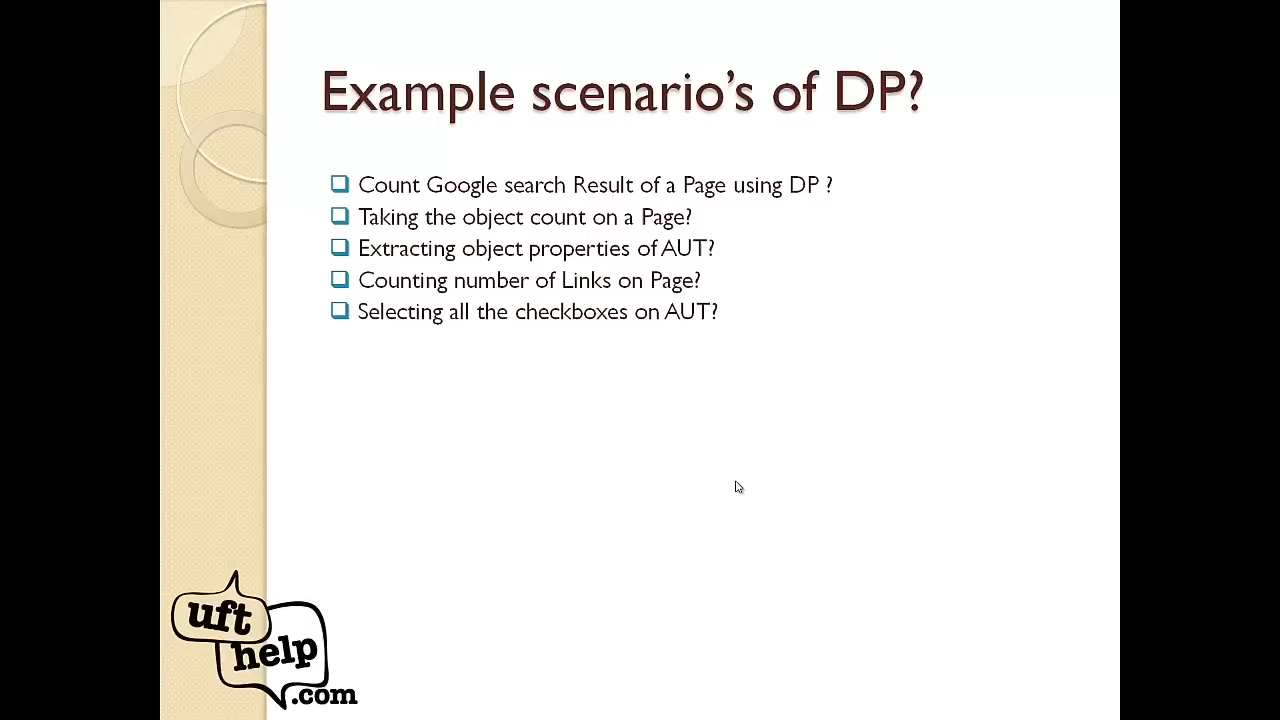 Example scenario's of DP?
Count Google search Result of a Page using DP ?
Taking the object count on a Page?
Extracting object properties of AUT?
Counting number of Links on Page?
Selecting all the checkboxes on AUT?
uft
help
.com